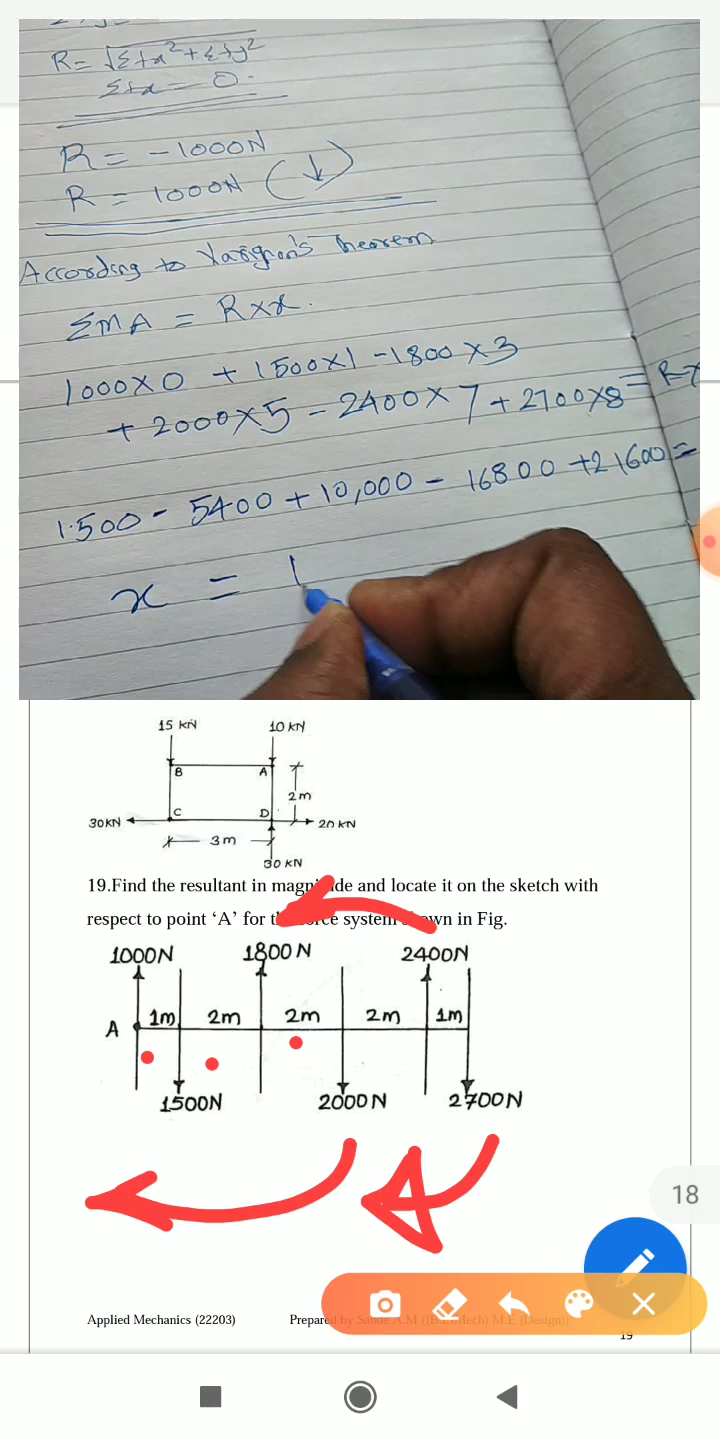 R = √Σfx²+Σfy²
Σfx = 0.
R = -1000N
R = 1000N (↓)
According to Varignon's Theorem
ΣMA = R×x.
1000×0 + 1500×1 -1800×3
+ 2000×5 - 2400×7 + 2700×8 = R×
1500 - 5400 + 10,000 - 16800 + 21600 =
x =
15 kN 10 kN
B A
2m
C D
30KN 20 KN
3m
30 KN
19.Find the resultant in magnitude and locate it on the sketch with
respect to point ‘A’ for the force system shown in Fig.
1000N 1800N 2400N
A 1m 2m 2m 2m 1m
1500N 2000N 2700N
18
Applied Mechanics (22203) Prepared by Sande A.M ((B.E.(Mech) M.E (Design))
19